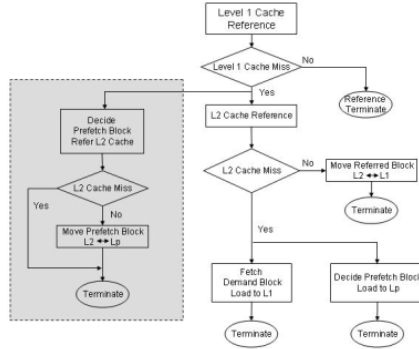 Level 1 Cache
Reference
Level 1 Cache Miss
No
Reference
Terminate
Yes
Decide
Prefetch Block
Refer L2 Cache
L2 Cache Reference
L2 Cache Miss
Yes
No
Move Prefetch Block
L2 ↔ Lp
Terminate
L2 Cache Miss
No
Move Referred Block
L2 ↔ L1
Terminate
Yes
Fetch
Demand Block
Load to L1
Decide Prefetch Block
Load to Lp
Terminate
Terminate